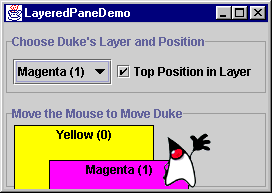 LayeredPaneDemo
Choose Duke's Layer and Position
Magenta (1)
Top Position in Layer
Move the Mouse to Move Duke
Yellow (0)
Magenta (1)